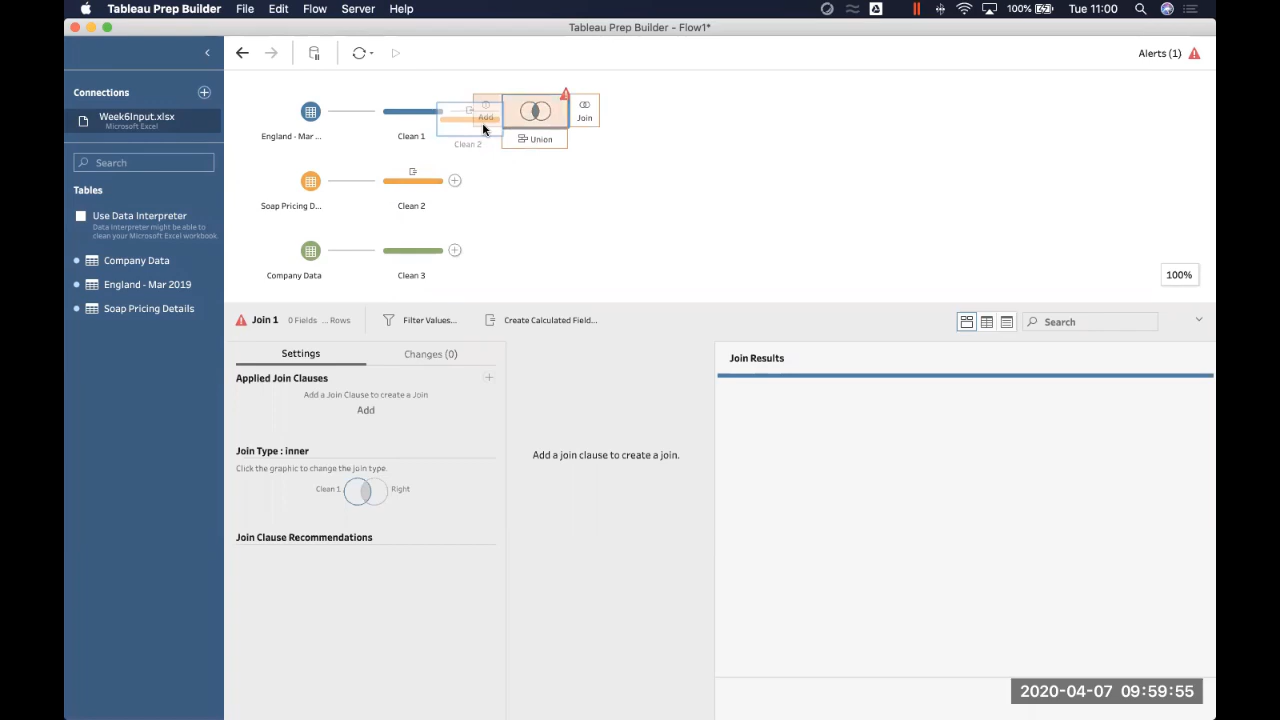 Tableau Prep Builder File Edit Flow Server Help 100% Tue 11:00
Tableau Prep Builder - Flow1*
Alerts (1)
Connections
Week6Input.xlsx
Microsoft Excel
Search
Tables
Use Data Interpreter
Data Interpreter might be able to
clean your Microsoft Excel workbook.
Company Data
England - Mar 2019
Soap Pricing Details
England - Mar ...
Clean 1
Add
Clean 2
Join
Union
Soap Pricing D...
Clean 2
Company Data
Clean 3
100%
Join 1 0 Fields ... Rows Filter Values... Create Calculated Field... Search
Settings Changes (0)
Applied Join Clauses
Add a Join Clause to create a Join
Add
Join Type : inner
Click the graphic to change the join type.
Clean 1 Right
Join Clause Recommendations
Add a join clause to create a join.
Join Results
2020-04-07 09:59:55